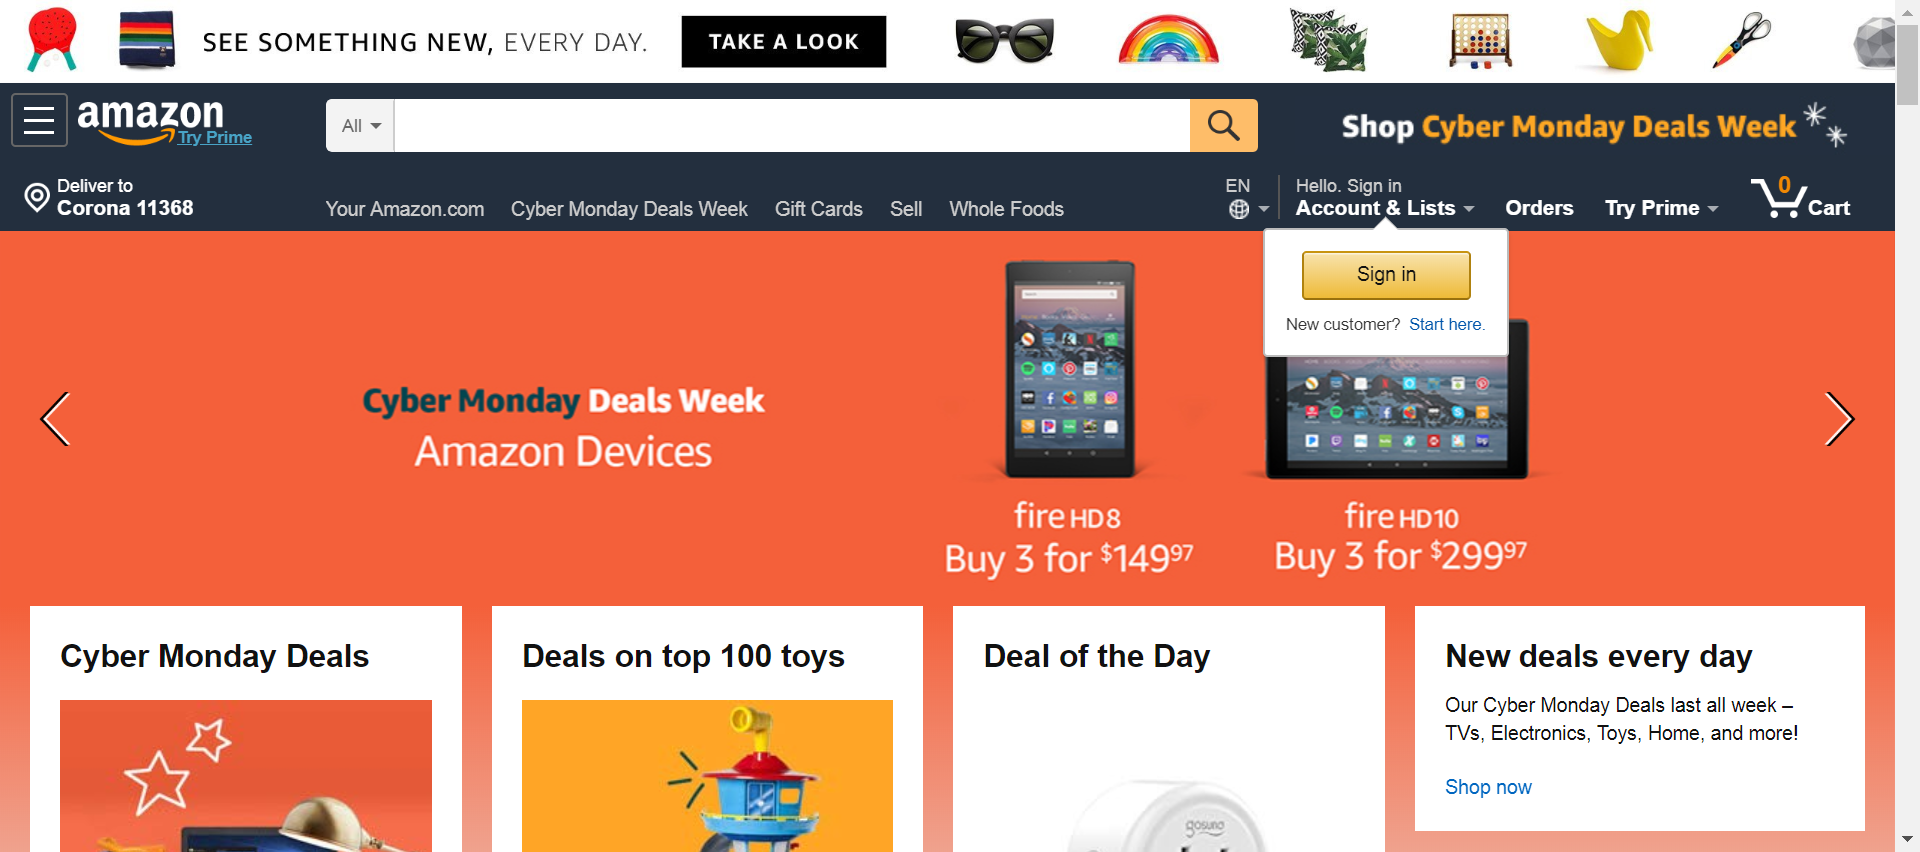 SEE SOMETHING NEW, EVERY DAY.
TAKE A LOOK
amazon
Try Prime
All
Shop Cyber Monday Deals Week
Deliver to
Corona 11368
Your Amazon.com
Cyber Monday Deals Week
Gift Cards
Sell
Whole Foods
EN
Hello. Sign in
Account & Lists
Orders
Try Prime
0
Cart
Sign in
New customer? Start here.
Cyber Monday Deals Week
Amazon Devices
fire HD8
Buy 3 for $14997
fire HD10
Buy 3 for $29997
Cyber Monday Deals
Deals on top 100 toys
Deal of the Day
New deals every day
Our Cyber Monday Deals last all week –
TVs, Electronics, Toys, Home, and more!
Shop now
gosund